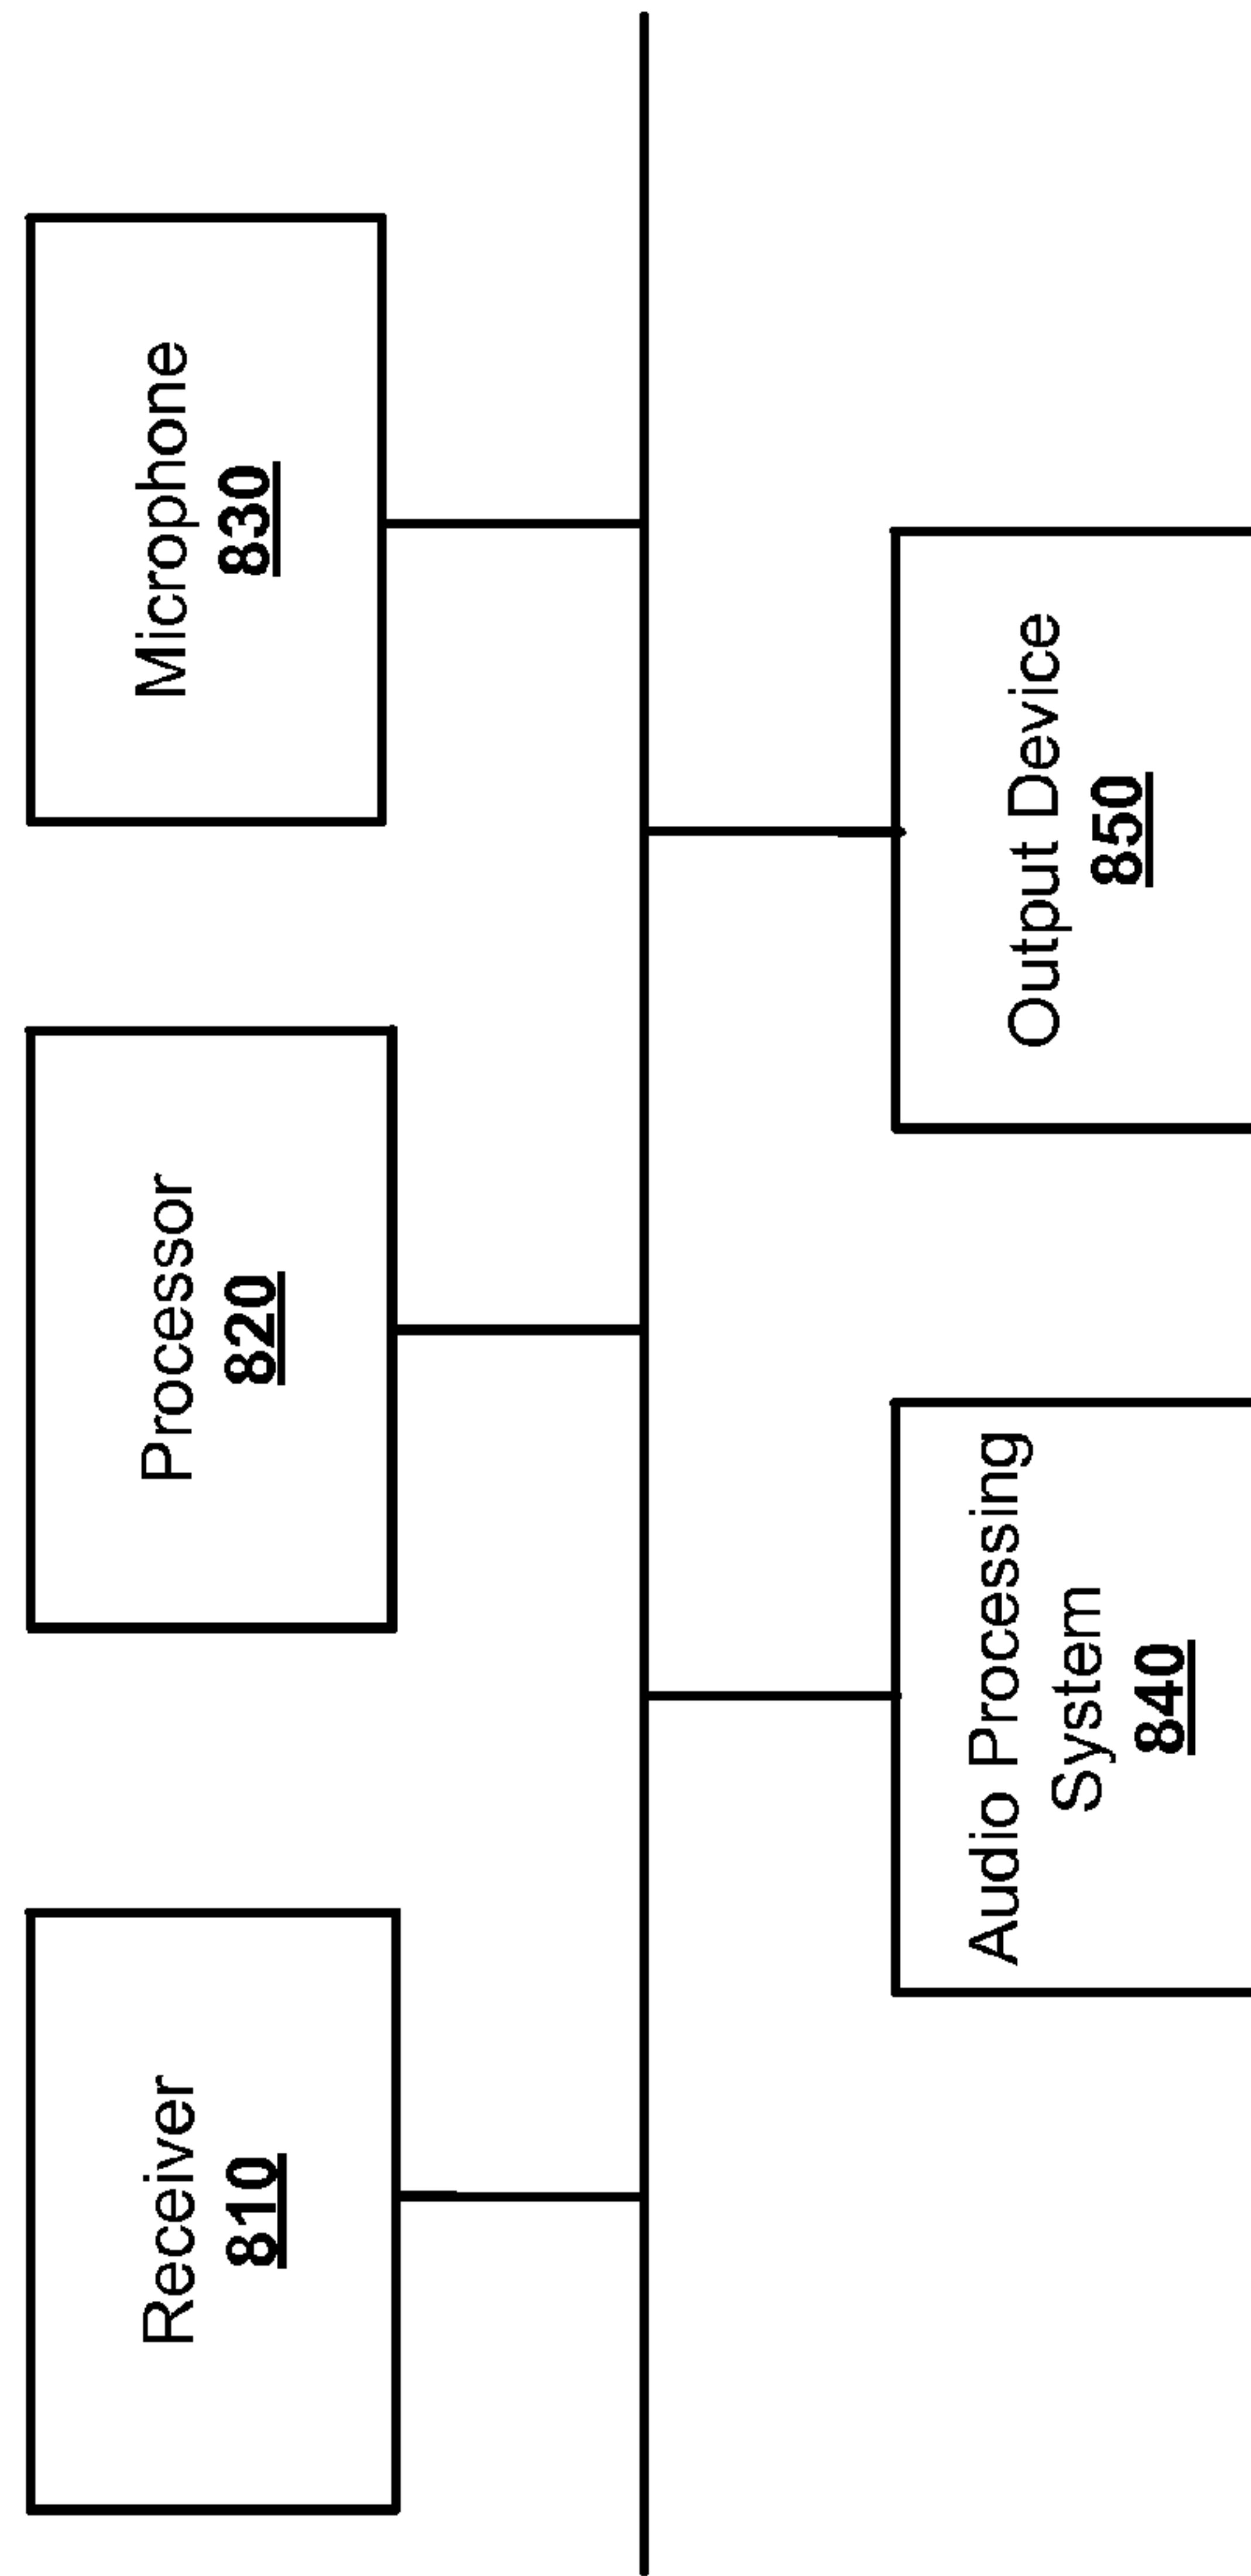 Receiver
810
Processor
820
Microphone
830
Audio Processing
System
840
Output Device
850